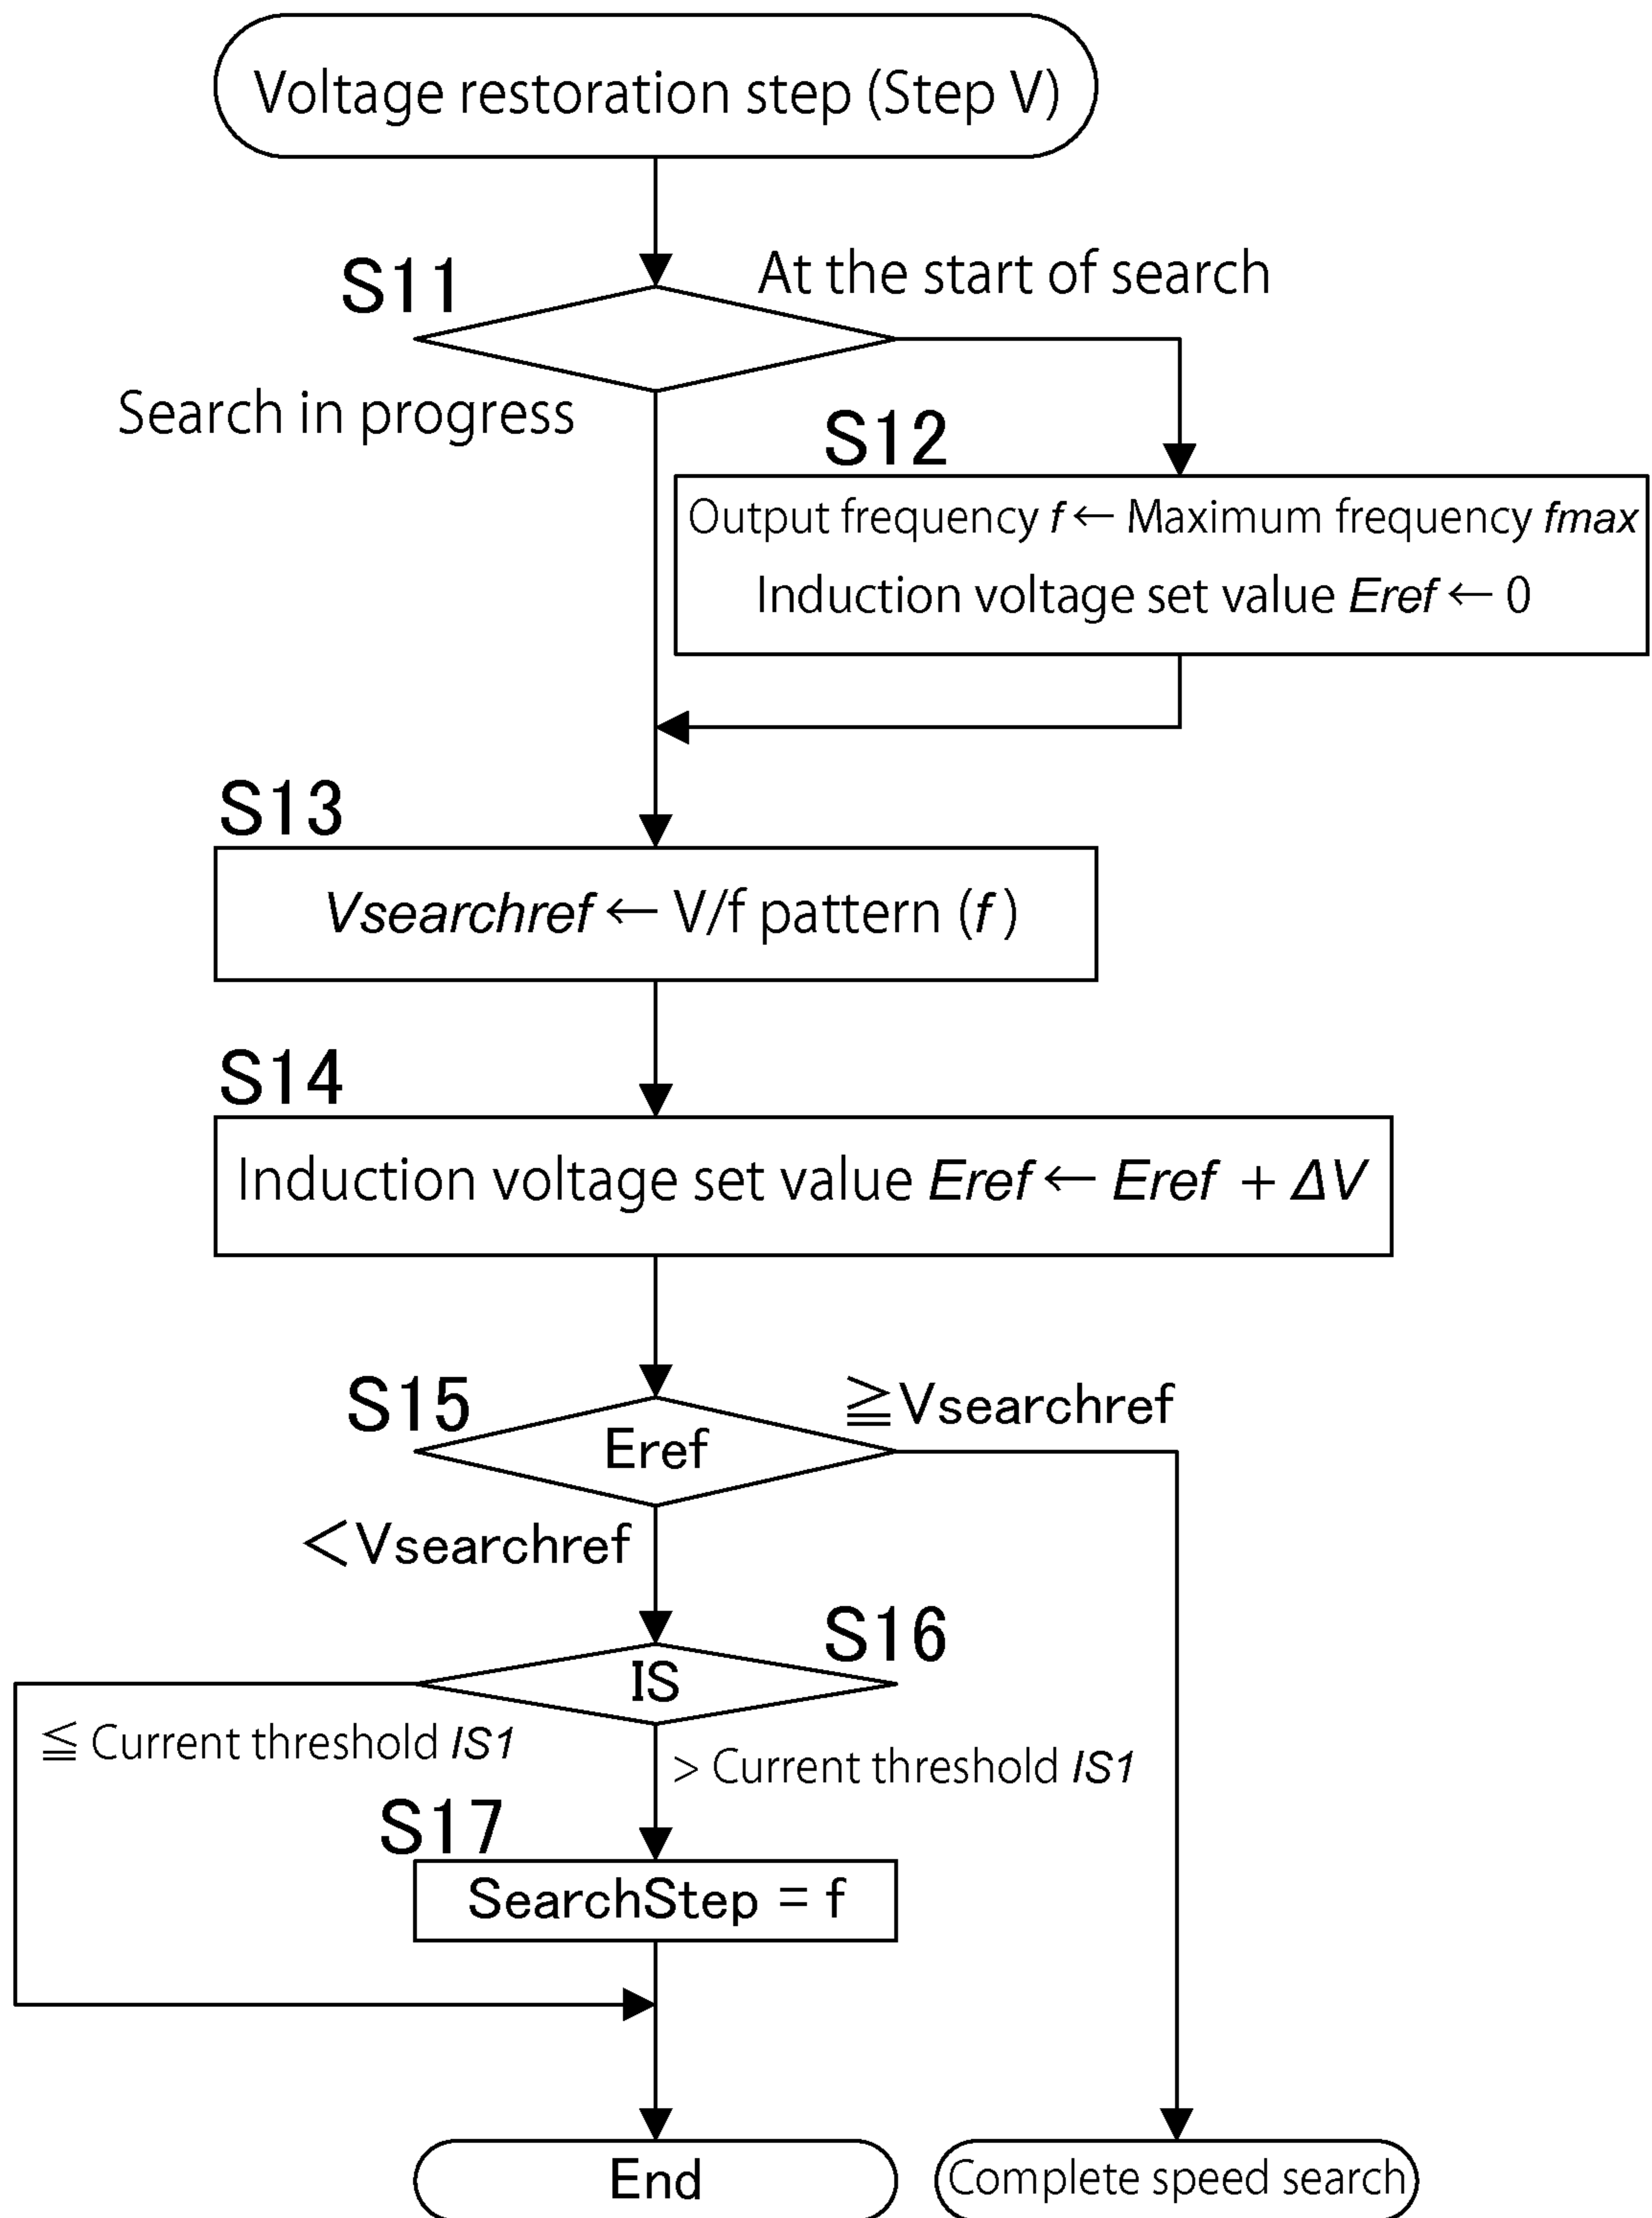 Voltage restoration step (Step V)
S11
At the start of search
Search in progress
S12
Output frequency f ← Maximum frequency fmax
Induction voltage set value Eref ← 0
S13
Vsearchref ← V/f pattern (f)
S14
Induction voltage set value Eref ← Eref + ΔV
S15
≧Vsearchref
Eref
<Vsearchref
S16
IS
≦ Current threshold IS1
> Current threshold IS1
S17
SearchStep = f
End
Complete speed search